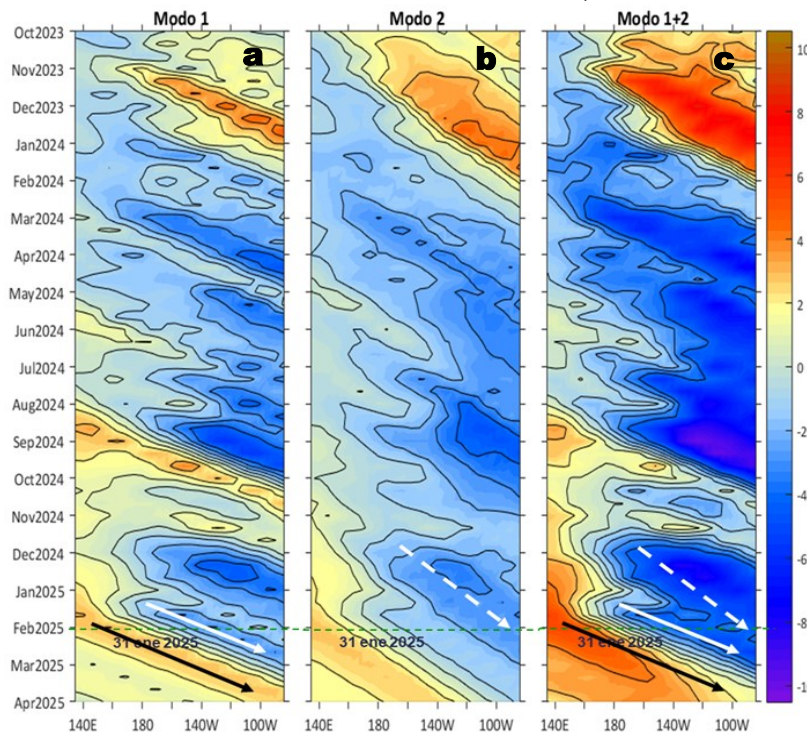 Modo 1 Modo 2 Modo 1+2
a b c
Oct2023
Nov2023
Dec2023
Jan2024
Feb2024
Mar2024
Apr2024
May2024
Jun2024
Jul2024
Aug2024
Sep2024
Oct2024
Nov2024
Dec2024
Jan2025
Feb2025
31 ene 2025 31 ene 2025 31 ene 2025
Mar2025
Apr2025
140E 180 140W 100W 140E 180 140W 100W 140E 180 140W 100W
10
8
6
4
2
0
-2
-4
-6
-8
-1